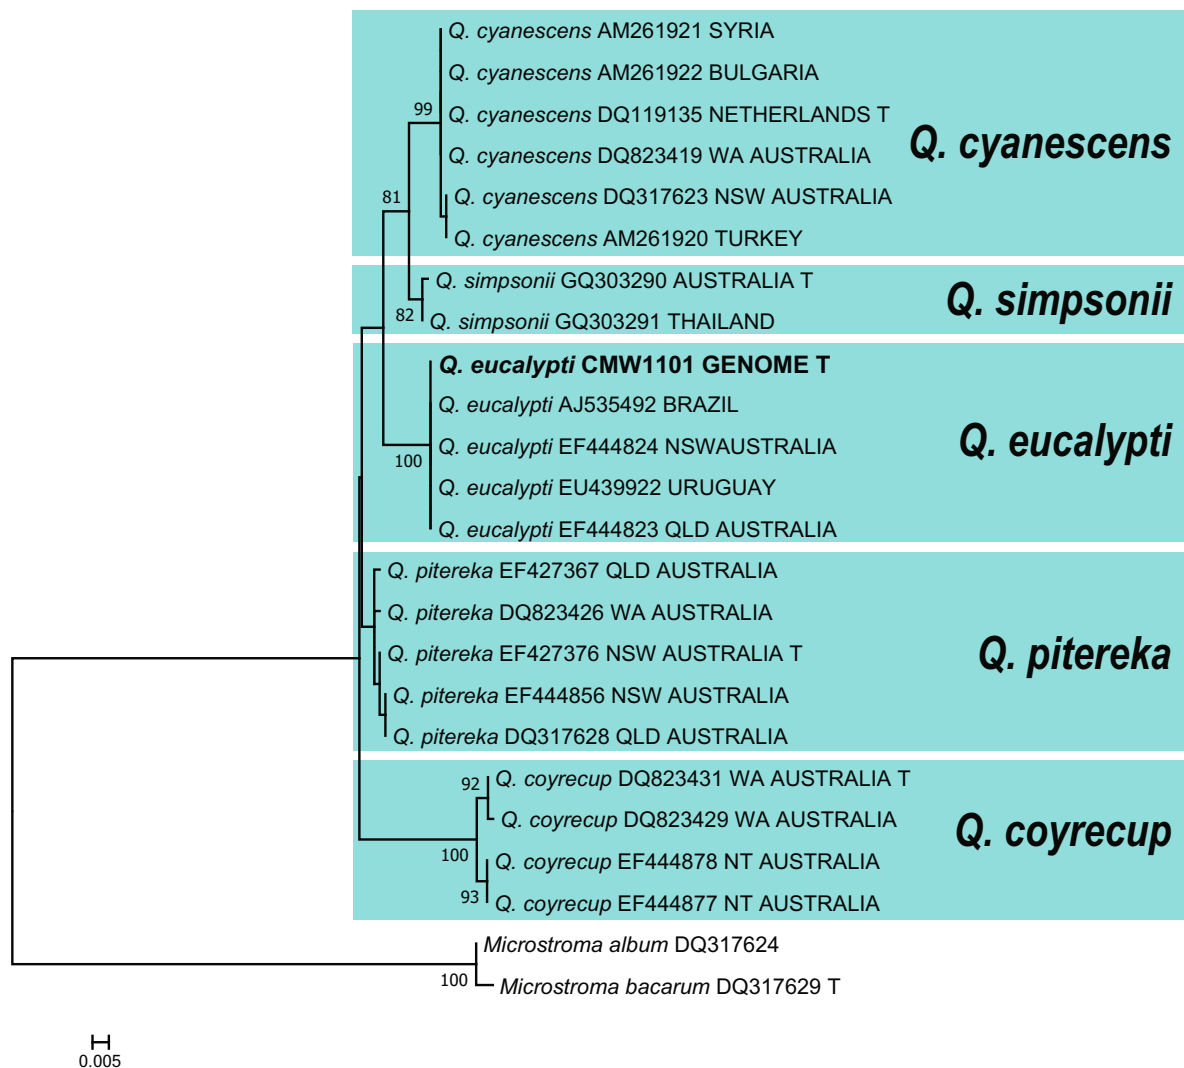 Q. cyanescens AM261921 SYRIA
Q. cyanescens AM261922 BULGARIA
99
Q. cyanescens DQ119135 NETHERLANDS T
Q. cyanescens
Q. cyanescens DQ823419 WA AUSTRALIA
81
Q. cyanescens DQ317623 NSW AUSTRALIA
Q. cyanescens AM261920 TURKEY
Q. simpsonii GQ303290 AUSTRALIA T
Q. simpsonii
82
Q. simpsonii GQ303291 THAILAND
Q. eucalypti CMW1101 GENOME T
Q. eucalypti AJ535492 BRAZIL
Q. eucalypti
Q. eucalypti EF444824 NSWAUSTRALIA
100
Q. eucalypti EU439922 URUGUAY
Q. eucalypti EF444823 QLD AUSTRALIA
Q. pitereka EF427367 QLD AUSTRALIA
Q. pitereka DQ823426 WA AUSTRALIA
Q. pitereka EF427376 NSW AUSTRALIA T
Q. pitereka
Q. pitereka EF444856 NSW AUSTRALIA
Q. pitereka DQ317628 QLD AUSTRALIA
92
Q. coyrecup DQ823431 WA AUSTRALIA T
Q. coyrecup DQ823429 WA AUSTRALIA
Q. coyrecup
100
Q. coyrecup EF444878 NT AUSTRALIA
93
Q. coyrecup EF444877 NT AUSTRALIA
Microstroma album DQ317624
100
Microstroma bacarum DQ317629 T
0.005